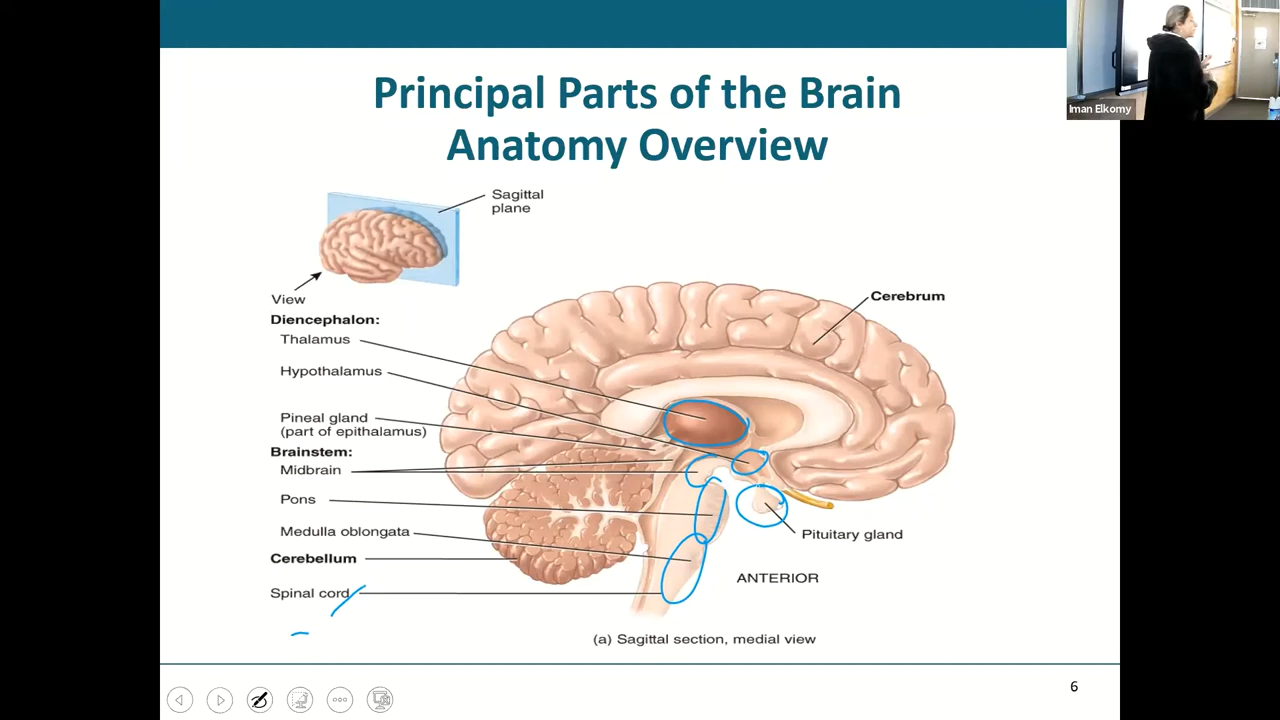 Iman Elkomy
Principal Parts of the Brain
Anatomy Overview
Sagittal
plane
View
Cerebrum
Diencephalon:
Thalamus
Hypothalamus
Pineal gland
(part of epithalamus)
Brainstem:
Midbrain
Pons
Medulla oblongata
Pituitary gland
Cerebellum
ANTERIOR
Spinal cord
(a) Sagittal section, medial view
6